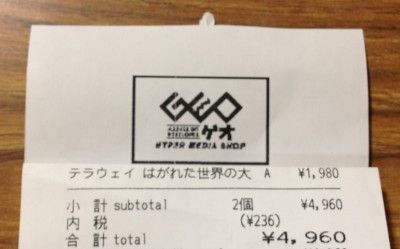 GEO
ゲオ
HYPER MEDIA SHOP
テラウェイ はがれた世界の大 A ¥1,980
小 計 subtotal 2個 ¥4,960
内 税 (¥236)
合 計 total ¥4,960